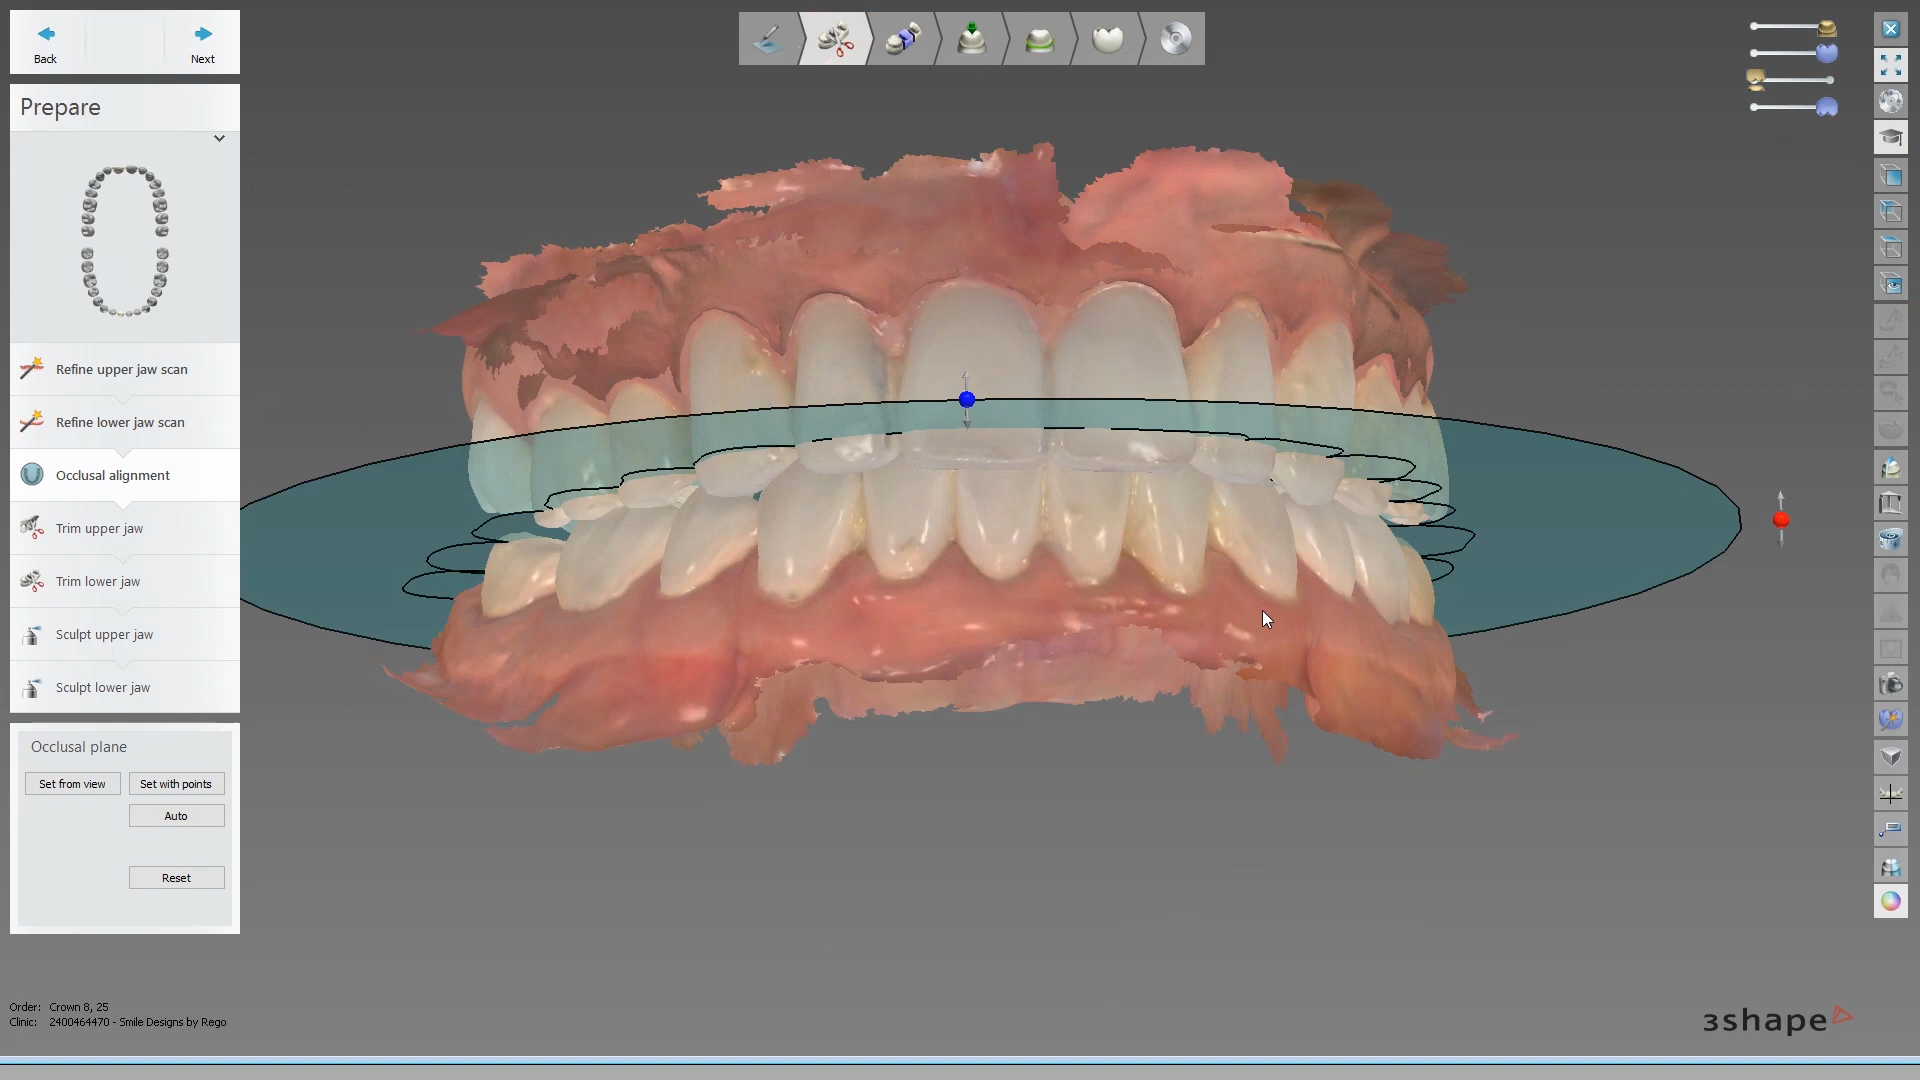 Back
Next
Prepare
Refine upper jaw scan
Refine lower jaw scan
Occlusal alignment
Trim upper jaw
Trim lower jaw
Sculpt upper jaw
Sculpt lower jaw
Occlusal plane
Set from view
Set with points
Auto
Reset
Order: Crown 8, 25
Clinic: 2400464470 - Smile Designs by Rego
3shape